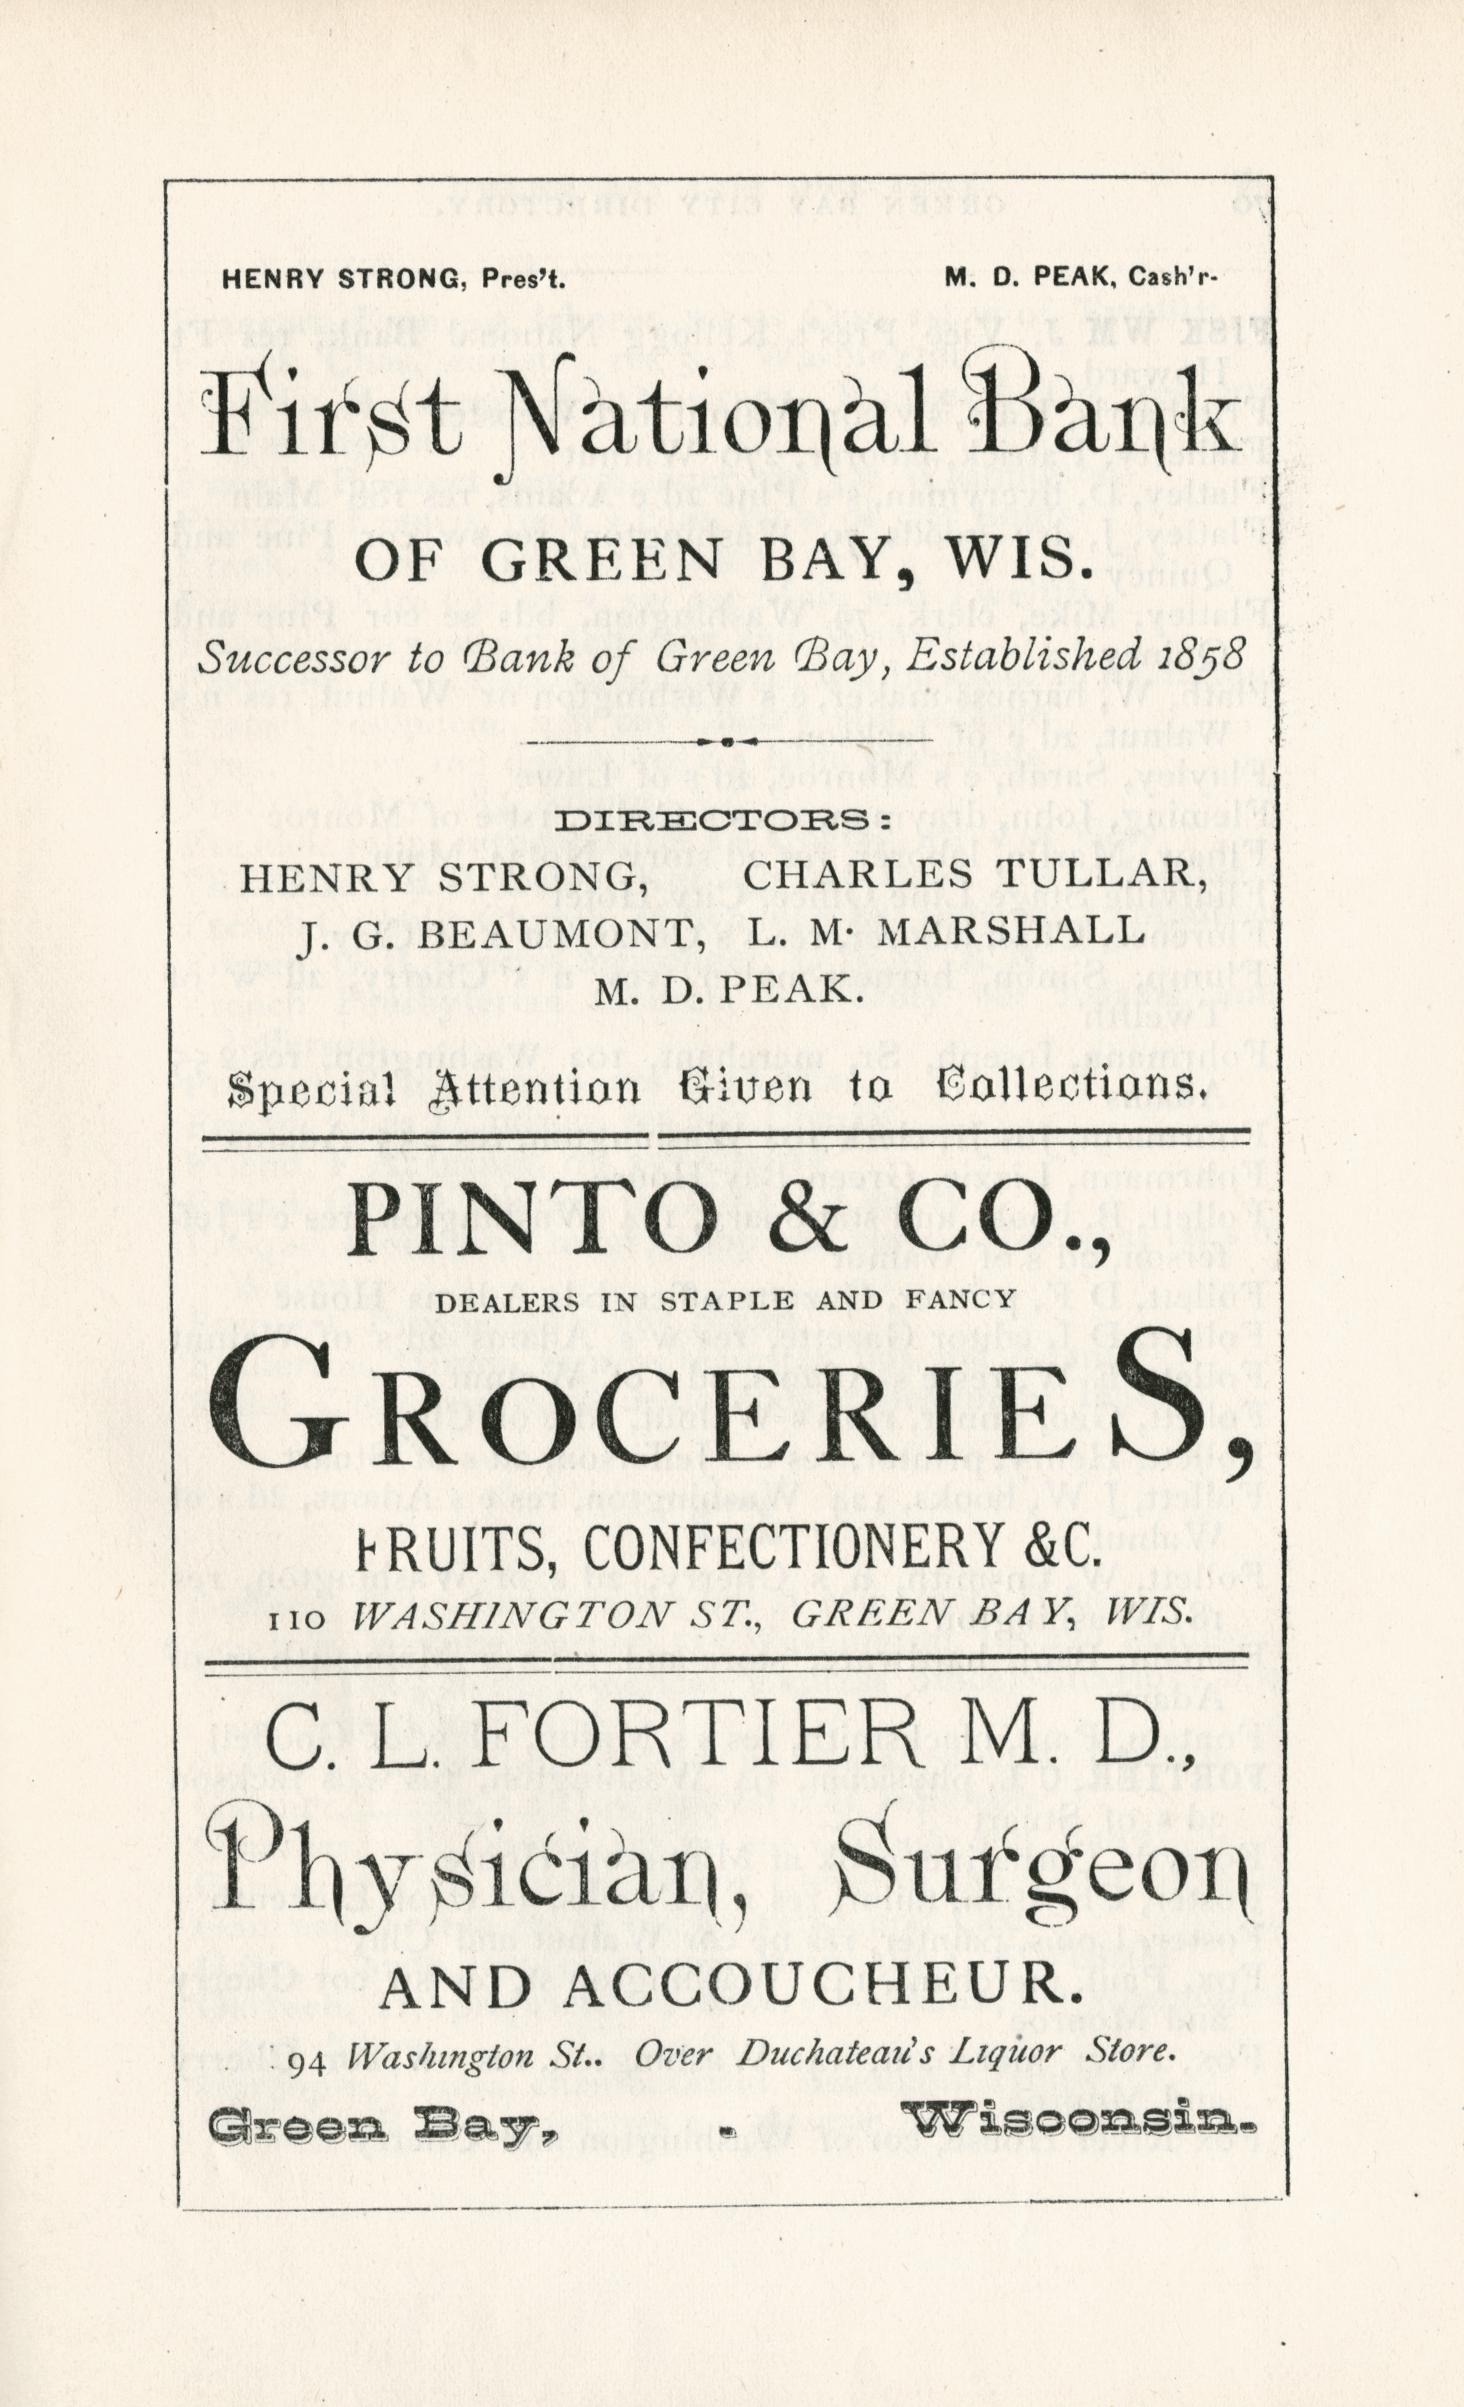 HENRY STRONG, Pres't. M. D. PEAK, Cash'r-
First National Bank
OF GREEN BAY, WIS.
Successor to Bank of Green Bay, Established 1858
DIRECTORS:
HENRY STRONG, CHARLES TULLAR,
J. G. BEAUMONT, L. M. MARSHALL
M. D. PEAK.
Special Attention Given to Collections.
PINTO & CO.,
DEALERS IN STAPLE AND FANCY
GROCERIES,
FRUITS, CONFECTIONERY &C.
110 WASHINGTON ST., GREEN BAY, WIS.
C. L. FORTIER M. D.,
Physician, Surgeon
AND ACCOUCHEUR.
94 Washington St.. Over Duchateau's Liquor Store.
Green Bay, - Wisconsin.